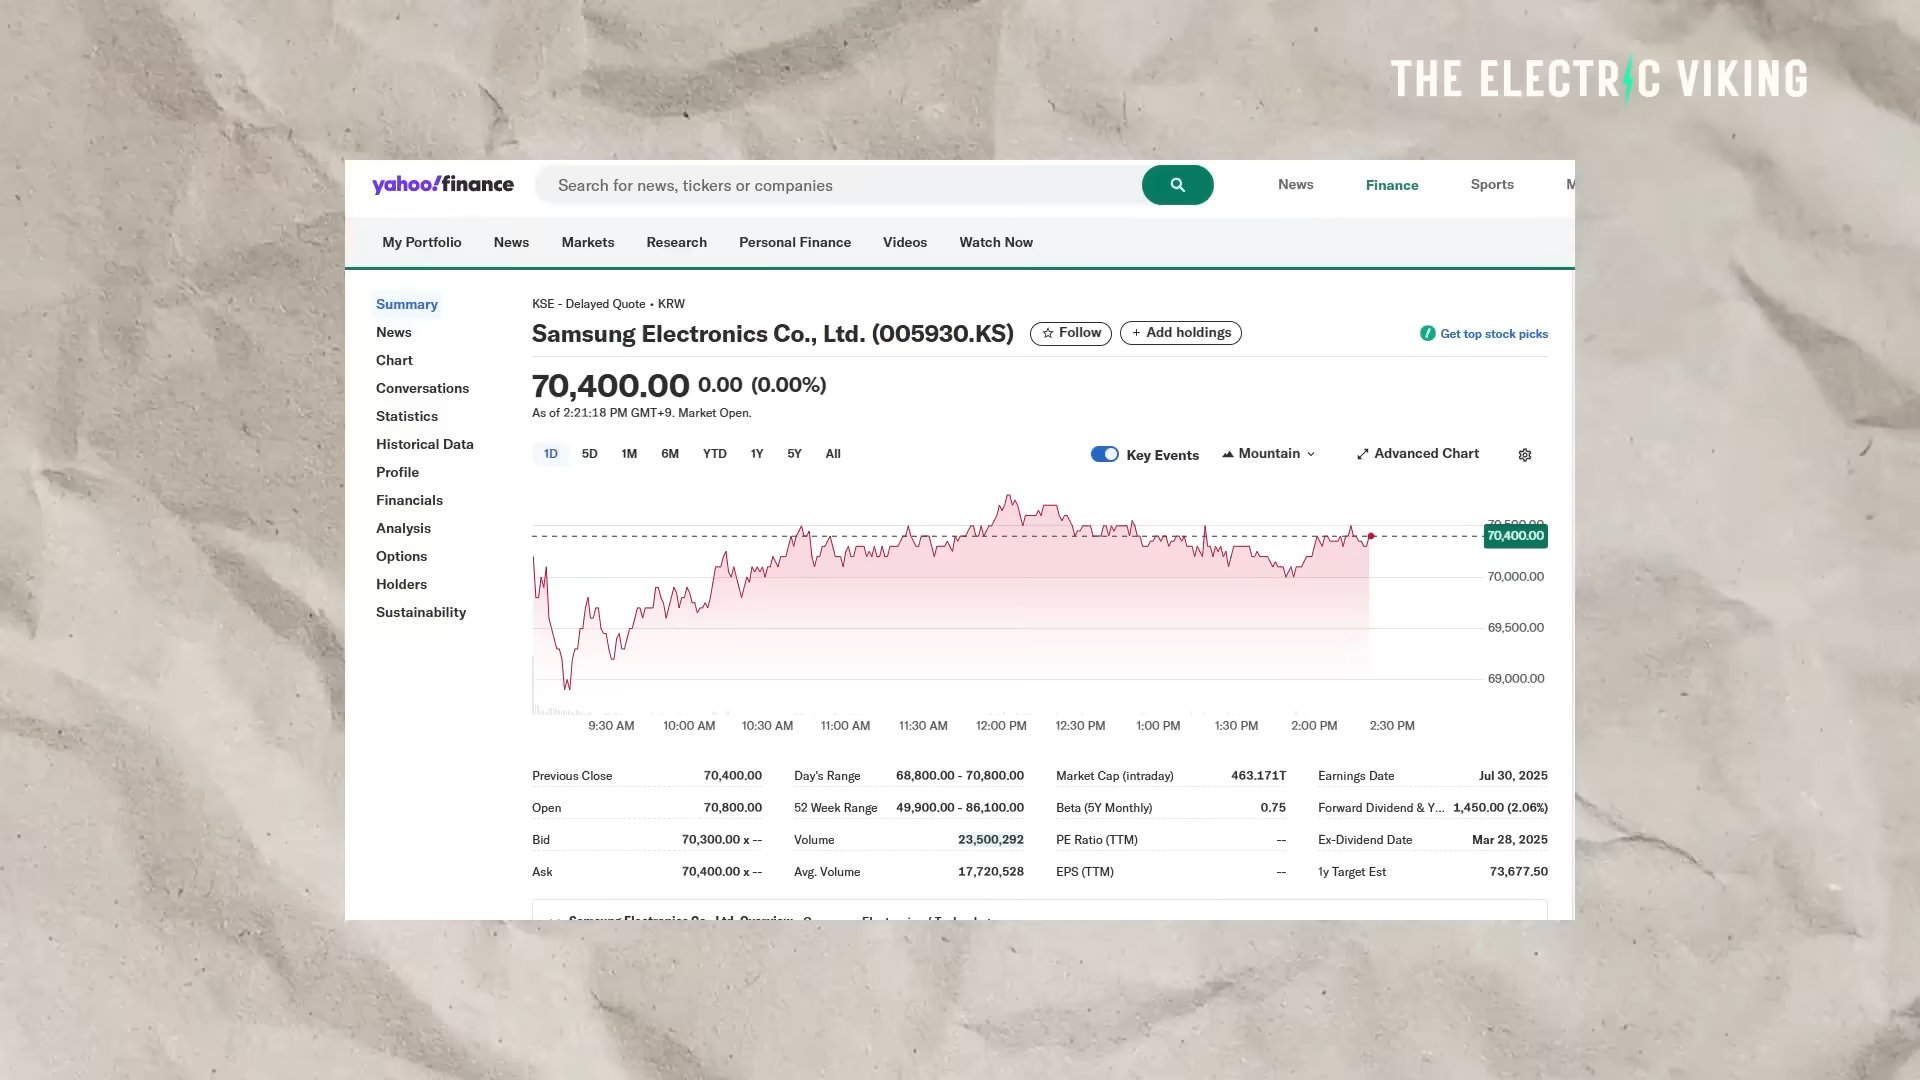 THE ELECTRIC VIKING
yahoo!finance
Search for news, tickers or companies
News
Finance
Sports
M
My Portfolio
News
Markets
Research
Personal Finance
Videos
Watch Now
Summary
News
Chart
Conversations
Statistics
Historical Data
Profile
Financials
Analysis
Options
Holders
Sustainability
KSE - Delayed Quote • KRW
Samsung Electronics Co., Ltd. (005930.KS)
Follow
+ Add holdings
Get top stock picks
70,400.00 0.00 (0.00%)
As of 2:21:18 PM GMT+9. Market Open.
1D 5D 1M 6M YTD 1Y 5Y All
Key Events
Mountain
Advanced Chart
70,500.00
70,400.00
70,000.00
69,500.00
69,000.00
9:30 AM 10:00 AM 10:30 AM 11:00 AM 11:30 AM 12:00 PM 12:30 PM 1:00 PM 1:30 PM 2:00 PM 2:30 PM
Previous Close 70,400.00 Day's Range 68,800.00 - 70,800.00 Market Cap (intraday) 463.171T Earnings Date Jul 30, 2025
Open 70,800.00 52 Week Range 49,900.00 - 86,100.00 Beta (5Y Monthly) 0.75 Forward Dividend & Y... 1,450.00 (2.06%)
Bid 70,300.00 x -- Volume 23,500,292 PE Ratio (TTM) -- Ex-Dividend Date Mar 28, 2025
Ask 70,400.00 x -- Avg. Volume 17,720,528 EPS (TTM) -- 1y Target Est 73,677.50
Samsung Electronics Co., Ltd. Overview